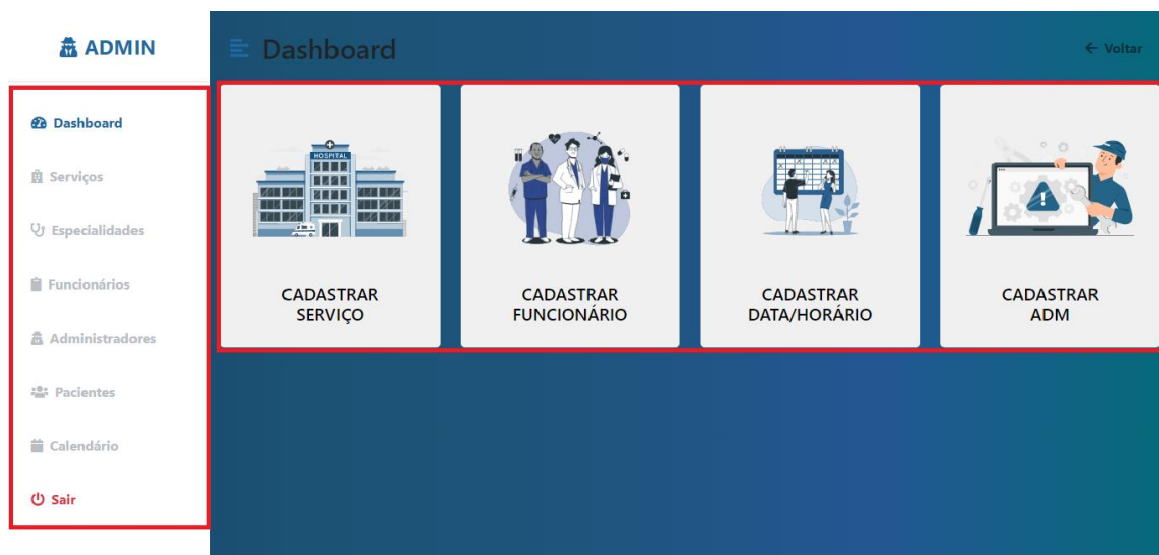 ADMIN
Dashboard
Voltar
Dashboard
Serviços
Especialidades
Funcionários
Administradores
Pacientes
Calendário
Sair
HOSPITAL
CADASTRAR
SERVIÇO
CADASTRAR
FUNCIONÁRIO
CADASTRAR
DATA/HORÁRIO
CADASTRAR
ADM